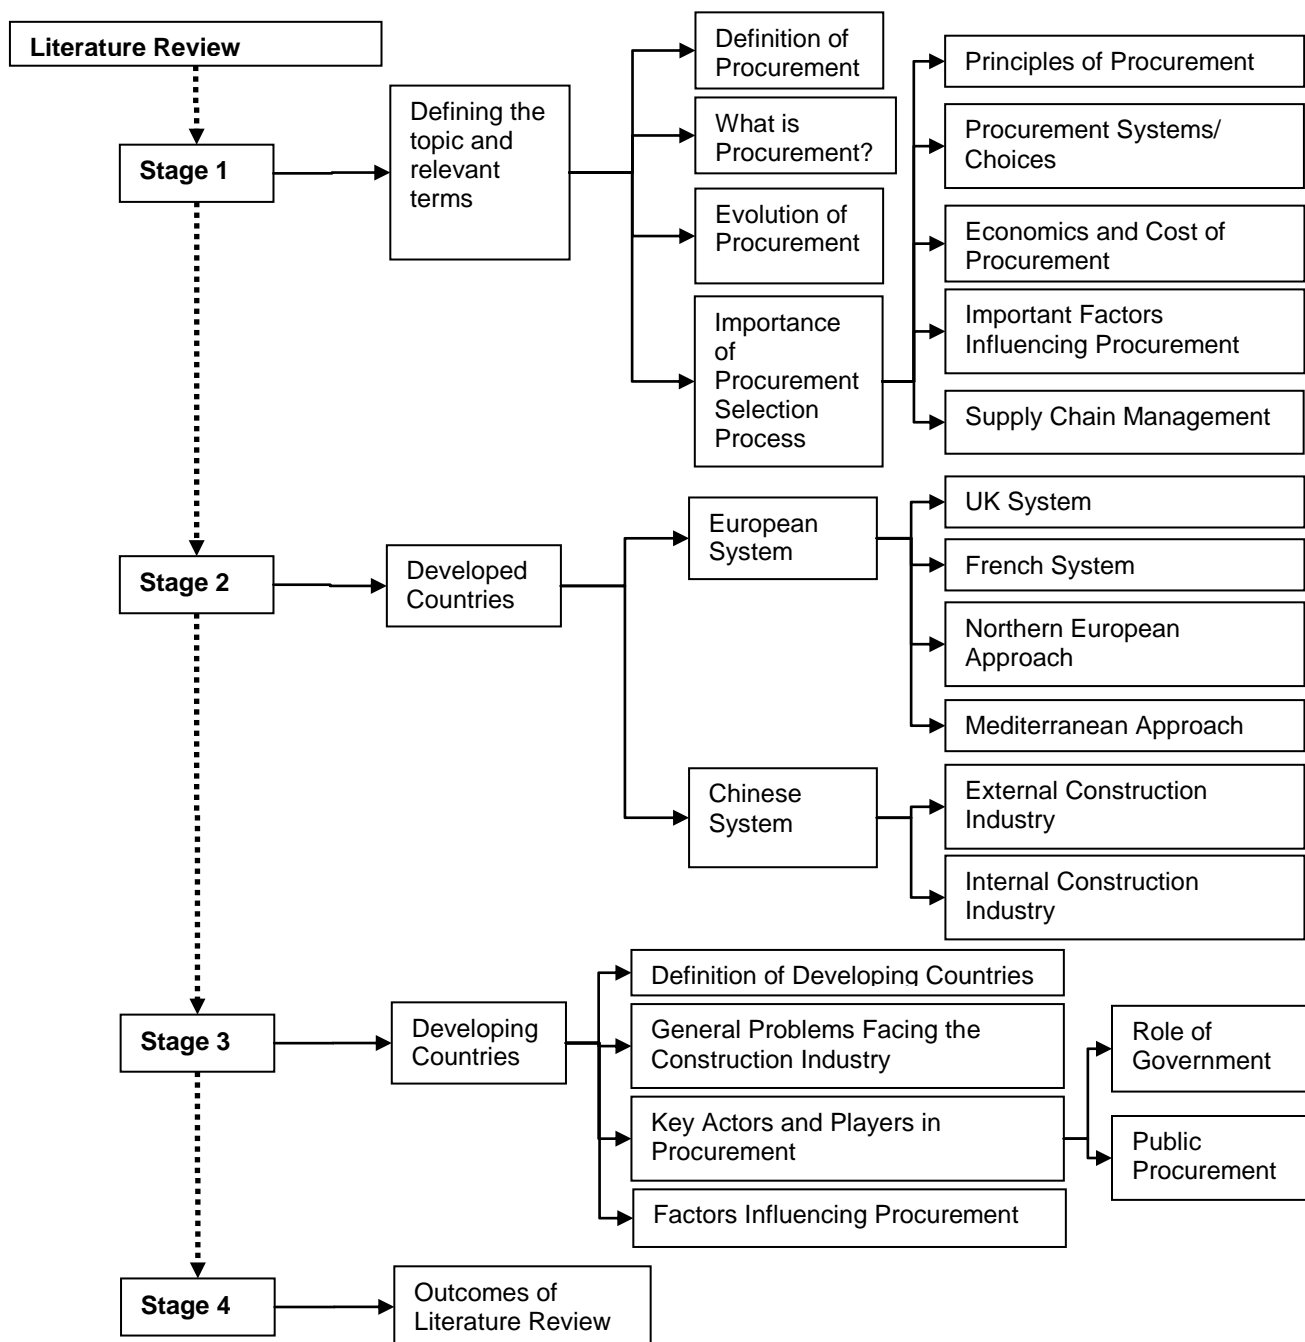 Literature Review
Stage 1
Defining the
topic and
relevant
terms
Definition of
Procurement
What is
Procurement?
Evolution of
Procurement
Importance
of
Procurement
Selection
Process
Principles of Procurement
Procurement Systems/
Choices
Economics and Cost of
Procurement
Important Factors
Influencing Procurement
Supply Chain Management
Stage 2
Developed
Countries
European
System
UK System
French System
Northern European
Approach
Mediterranean Approach
Chinese
System
External Construction
Industry
Internal Construction
Industry
Stage 3
Developing
Countries
Definition of Developing Countries
General Problems Facing the
Construction Industry
Key Actors and Players in
Procurement
Role of
Government
Public
Procurement
Factors Influencing Procurement
Stage 4
Outcomes of
Literature Review